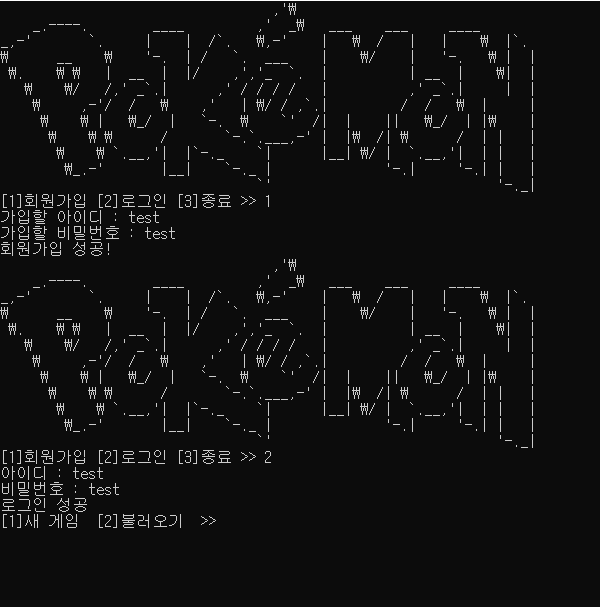 POKéMON
[1]회원가입 [2]로그인 [3]종료 >> 1
가입할 아이디 : test
가입할 비밀번호 : test
회원가입 성공!
POKéMON
[1]회원가입 [2]로그인 [3]종료 >> 2
아이디 : test
비밀번호 : test
로그인 성공
[1]새 게임  [2]불러오기  >>